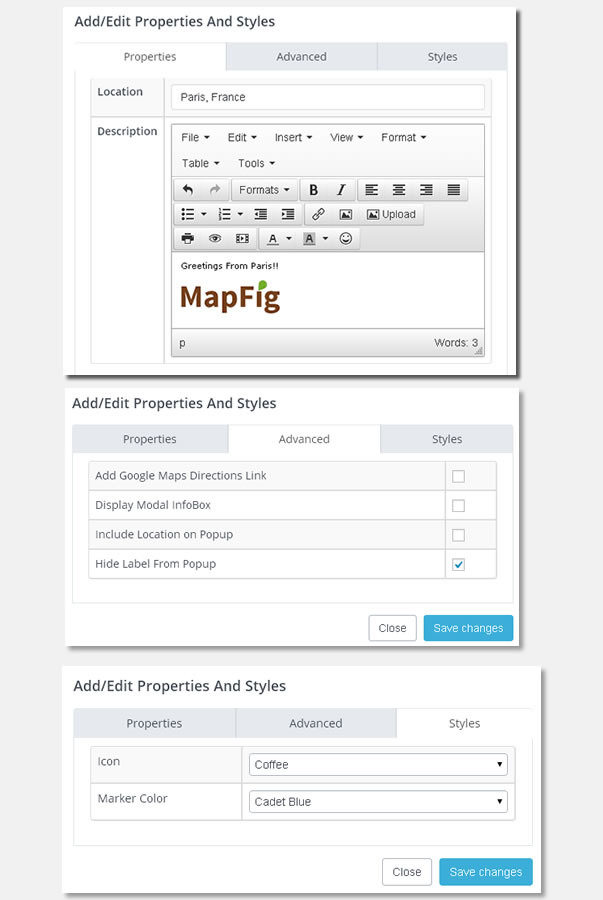 Add/Edit Properties And Styles
Properties Advanced Styles
Location Paris, France
Description File Edit Insert View Format
Table Tools
Formats B I
Upload
A A
Greetings From Paris!!
MapFig
p Words: 3
Add/Edit Properties And Styles
Properties Advanced Styles
Add Google Maps Directions Link
Display Modal InfoBox
Include Location on Popup
Hide Label From Popup
Close Save changes
Add/Edit Properties And Styles
Properties Advanced Styles
Icon Coffee
Marker Color Cadet Blue
Close Save changes